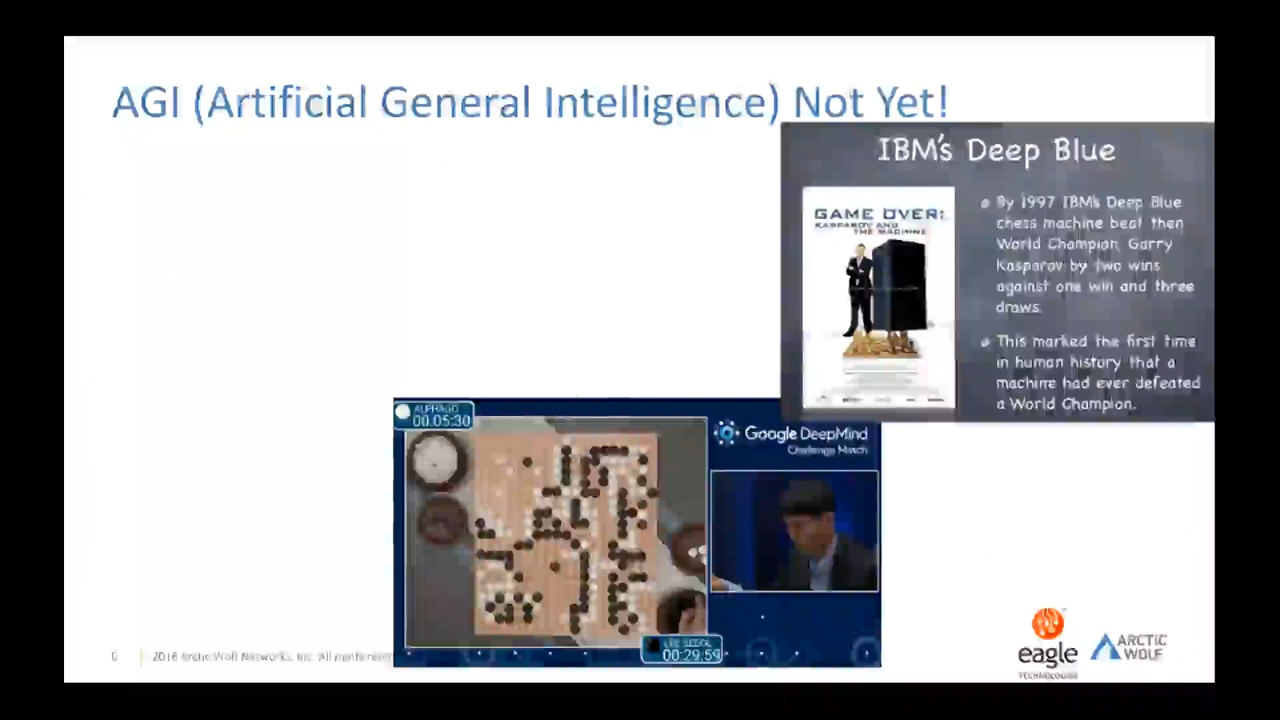 AGI (Artificial General Intelligence) Not Yet!
IBM's Deep Blue
GAME OVER:
KASPAROV AND
THE MACHINE
By 1997 IBM's Deep Blue
chess machine beat then
World Champion, Garry
Kasparov by two wins
against one win and three
draws.
This marked the first time
in human history that a
machine had ever defeated
a World Champion.
ALPHAGO
00:05:30
Google DeepMind
Challenge Match
LEE SEDOL
00:29:59
6
2016 Arctic Wolf Networks, Inc. All rights
eagle
TECHNOLOGIES
ARCTIC
WOLF